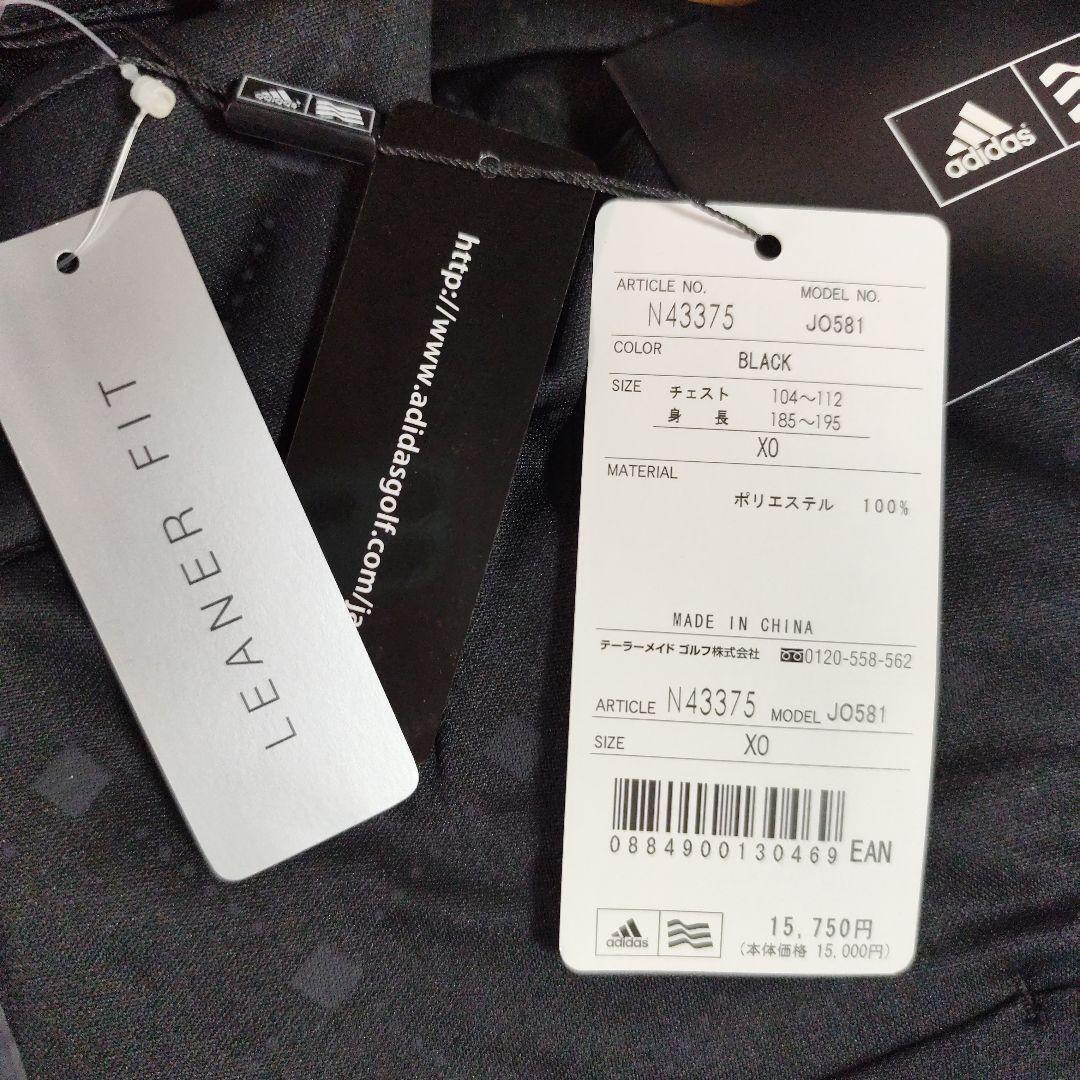 adidas
adidas
LEANER FIT
http://www.adidasgolf.com/ja
ARTICLE NO. MODEL NO.
N43375 JO581
COLOR BLACK
SIZE チェスト 104～112
身 長 185～195
XO
MATERIAL
ポリエステル 100%
MADE IN CHINA
テーラーメイド ゴルフ株式会社 0120-558-562
ARTICLE N43375 MODEL JO581
SIZE XO
0884900130469 EAN
adidas 15,750円
(本体価格 15,000円)